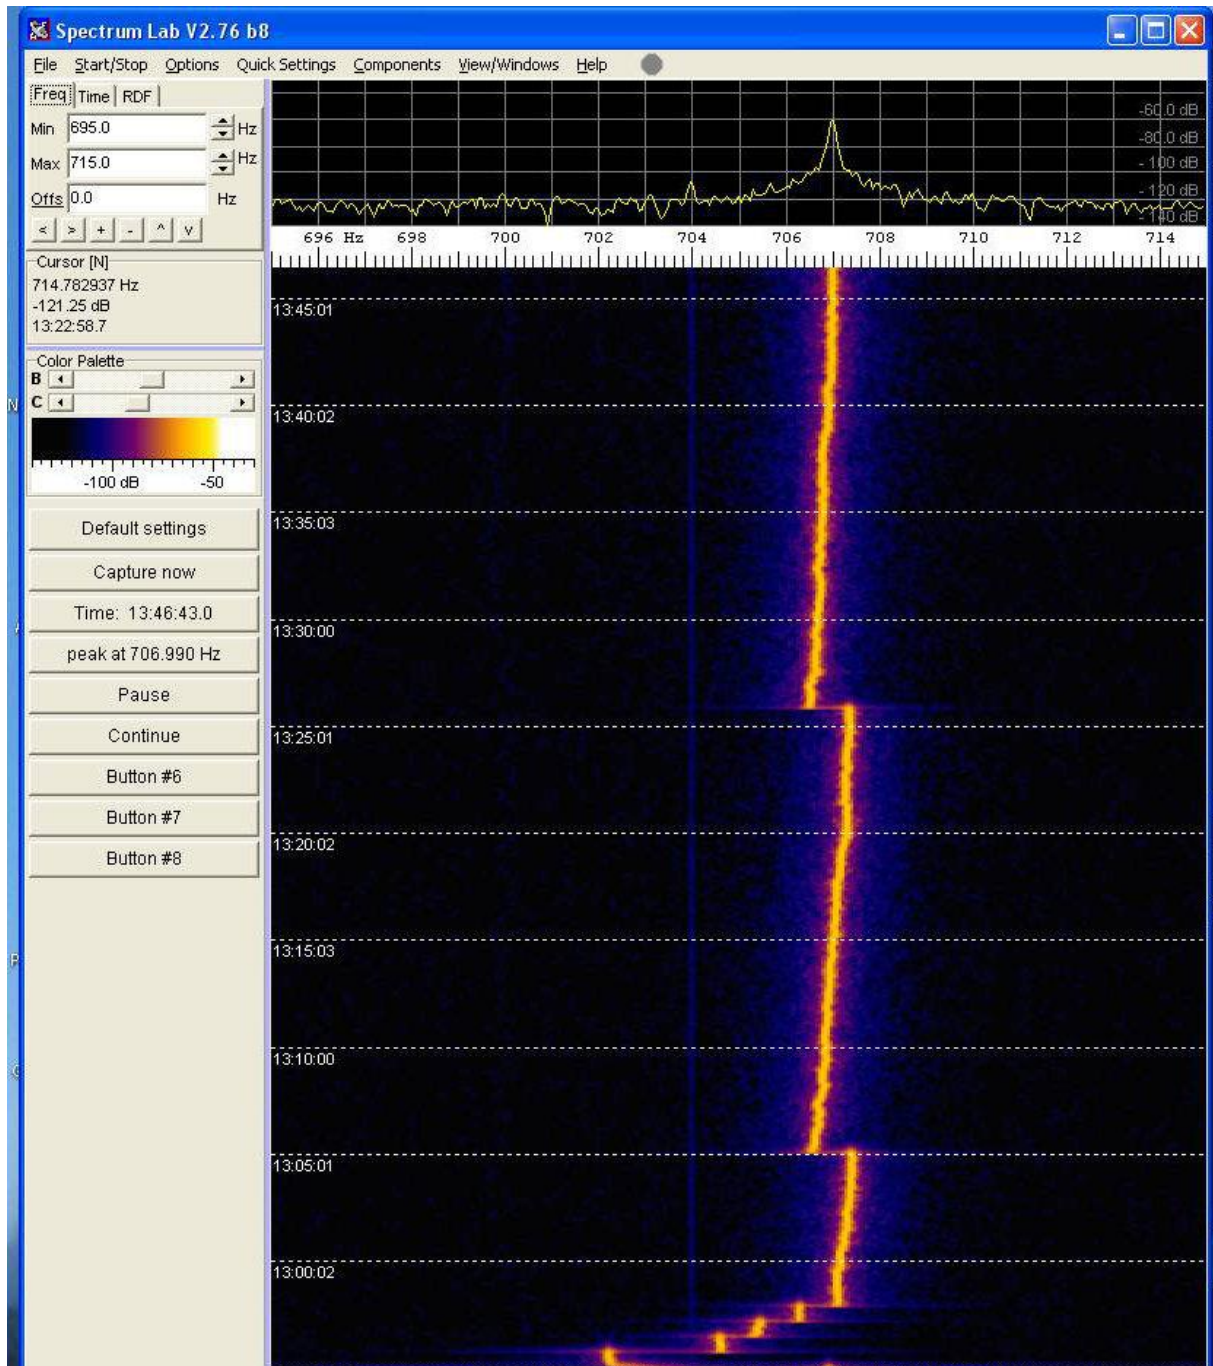 Spectrum Lab V2.76 b8
File Start/Stop Options Quick Settings Components View/Windows Help
Freq Time RDF
Min 695.0 Hz
Max 715.0 Hz
Offs 0.0 Hz
< > + - ^ v
Cursor [N]
714.782937 Hz
-121.25 dB
13:22:58.7
Color Palette
B
C
-100 dB -50
Default settings
Capture now
Time: 13:46:43.0
peak at 706.990 Hz
Pause
Continue
Button #6
Button #7
Button #8
-60.0 dB
-80.0 dB
-100 dB
-120 dB
-140 dB
696 Hz 698 700 702 704 706 708 710 712 714
13:45:01
13:40:02
13:35:03
13:30:00
13:25:01
13:20:02
13:15:03
13:10:00
13:05:01
13:00:02